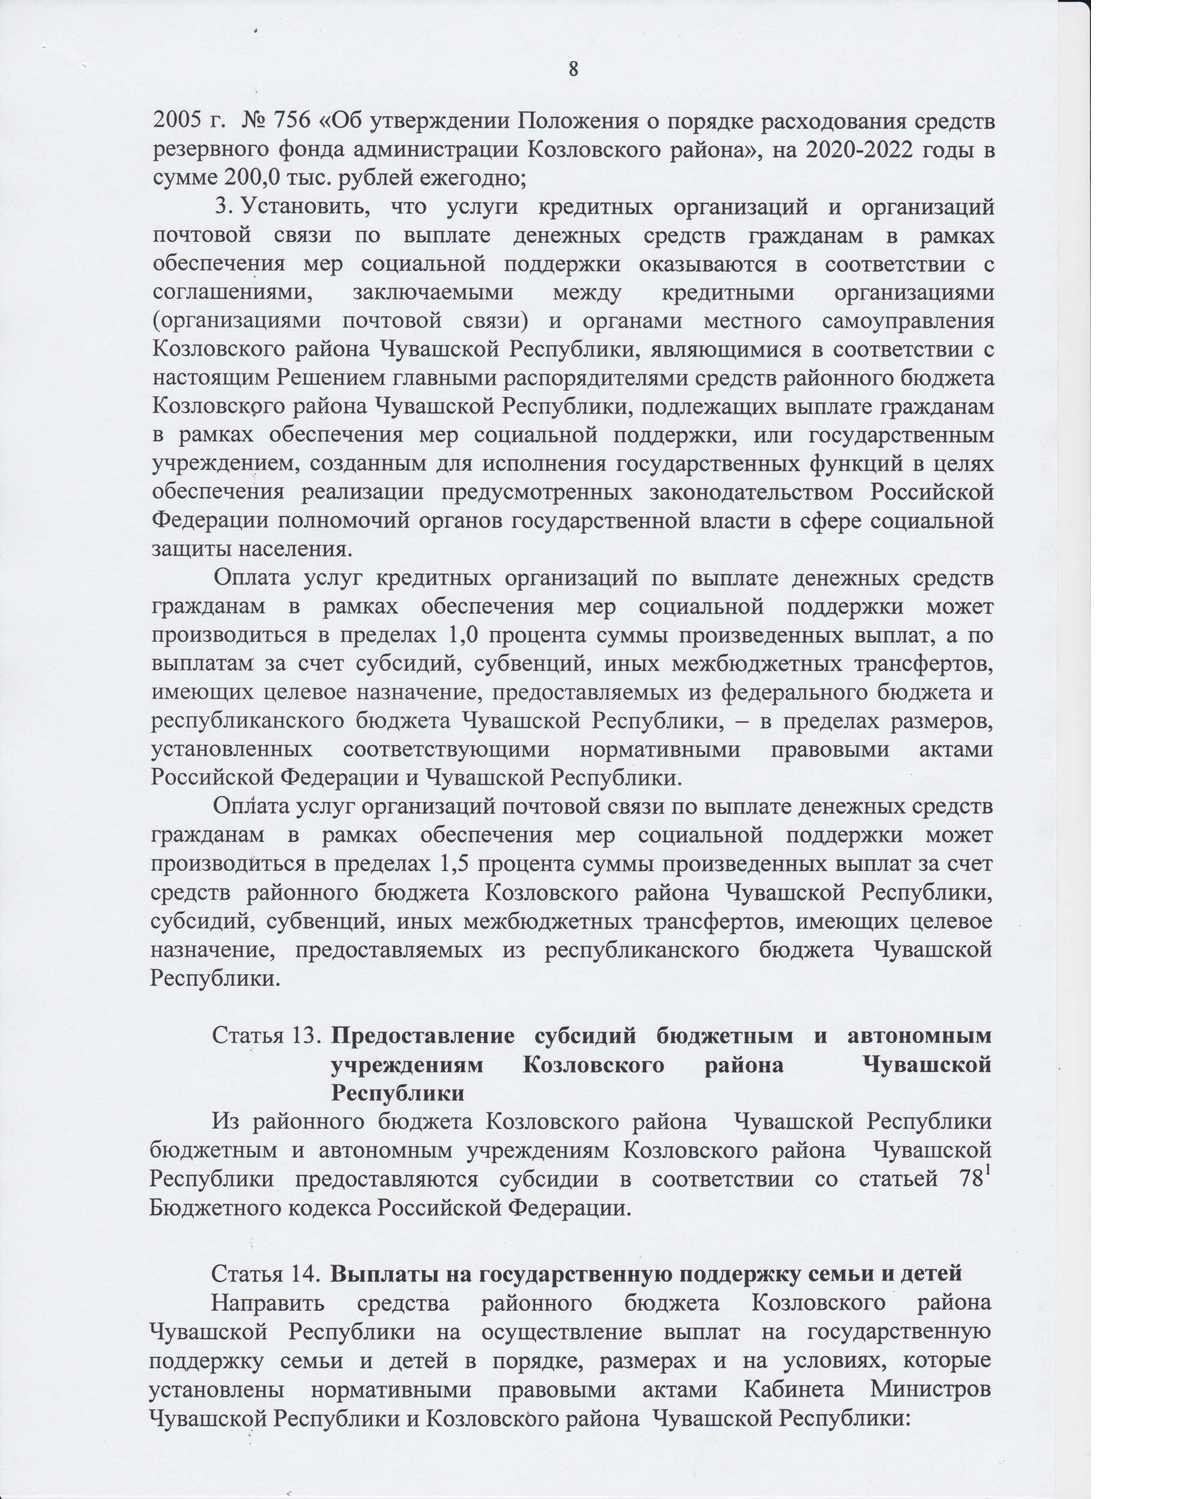 8
2005 г. № 756 «Об утверждении Положения о порядке расходования средств
резервного фонда администрации Козловского района», на 2020-2022 годы в
сумме 200,0 тыс. рублей ежегодно;
3. Установить, что услуги кредитных организаций и организаций
почтовой связи по выплате денежных средств гражданам в рамках
обеспечения мер социальной поддержки оказываются в соответствии с
соглашениями, заключаемыми между кредитными организациями
(организациями почтовой связи) и органами местного самоуправления
Козловского района Чувашской Республики, являющимися в соответствии с
настоящим Решением главными распорядителями средств районного бюджета
Козловского района Чувашской Республики, подлежащих выплате гражданам
в рамках обеспечения мер социальной поддержки, или государственным
учреждением, созданным для исполнения государственных функций в целях
обеспечения реализации предусмотренных законодательством Российской
Федерации полномочий органов государственной власти в сфере социальной
защиты населения.
Оплата услуг кредитных организаций по выплате денежных средств
гражданам в рамках обеспечения мер социальной поддержки может
производиться в пределах 1,0 процента суммы произведенных выплат, а по
выплатам за счет субсидий, субвенций, иных межбюджетных трансфертов,
имеющих целевое назначение, предоставляемых из федерального бюджета и
республиканского бюджета Чувашской Республики, – в пределах размеров,
установленных соответствующими нормативными правовыми актами
Российской Федерации и Чувашской Республики.
Оплата услуг организаций почтовой связи по выплате денежных средств
гражданам в рамках обеспечения мер социальной поддержки может
производиться в пределах 1,5 процента суммы произведенных выплат за счет
средств районного бюджета Козловского района Чувашской Республики,
субсидий, субвенций, иных межбюджетных трансфертов, имеющих целевое
назначение, предоставляемых из республиканского бюджета Чувашской
Республики.
Статья 13. Предоставление субсидий бюджетным и автономным
учреждениям Козловского района Чувашской
Республики
Из районного бюджета Козловского района Чувашской Республики
бюджетным и автономным учреждениям Козловского района Чувашской
Республики предоставляются субсидии в соответствии со статьей 78¹
Бюджетного кодекса Российской Федерации.
Статья 14. Выплаты на государственную поддержку семьи и детей
Направить средства районного бюджета Козловского района
Чувашской Республики на осуществление выплат на государственную
поддержку семьи и детей в порядке, размерах и на условиях, которые
установлены нормативными правовыми актами Кабинета Министров
Чувашской Республики и Козловского района Чувашской Республики: